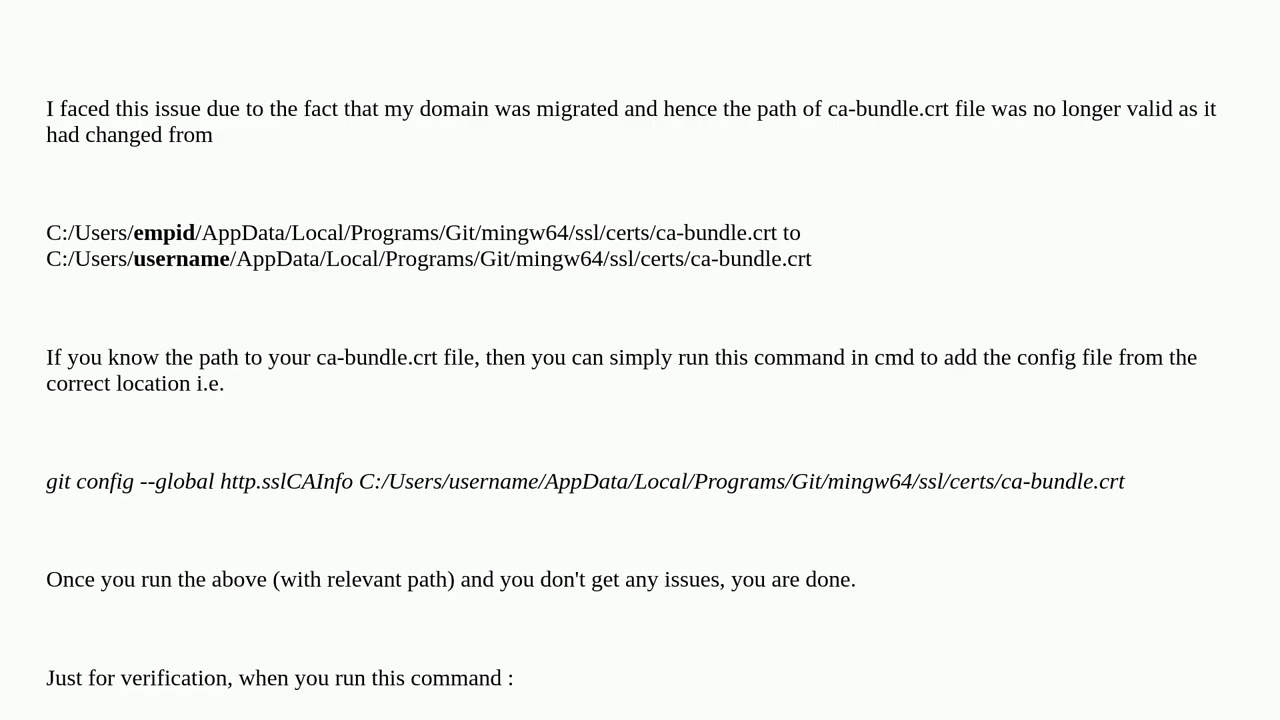 I faced this issue due to the fact that my domain was migrated and hence the path of ca-bundle.crt file was no longer valid as it
had changed from
C:/Users/empid/AppData/Local/Programs/Git/mingw64/ssl/certs/ca-bundle.crt to
C:/Users/username/AppData/Local/Programs/Git/mingw64/ssl/certs/ca-bundle.crt
If you know the path to your ca-bundle.crt file, then you can simply run this command in cmd to add the config file from the
correct location i.e.
git config --global http.sslCAInfo C:/Users/username/AppData/Local/Programs/Git/mingw64/ssl/certs/ca-bundle.crt
Once you run the above (with relevant path) and you don't get any issues, you are done.
Just for verification, when you run this command :